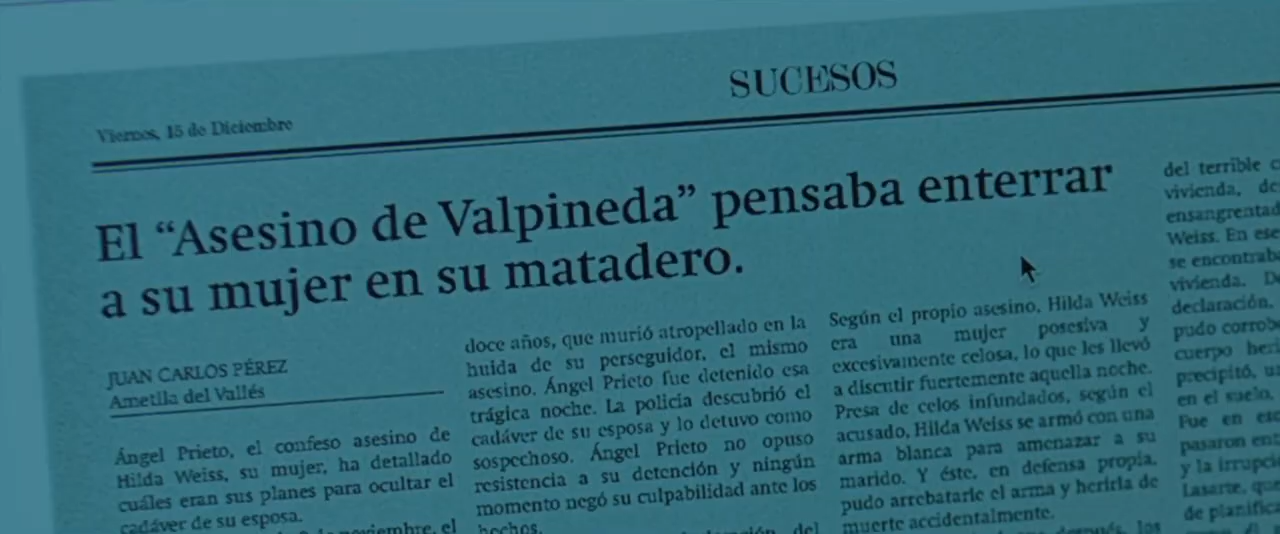 SUCESOS
Viernes, 15 de Diciembre
El “Asesino de Valpineda” pensaba enterrar
a su mujer en su matadero.
JUAN CARLOS PÉREZ
Ametlla del Vallés
Ángel Prieto, el confeso asesino de
Hilda Weiss, su mujer, ha detallado
cuáles eran sus planes para ocultar el
cadáver de su esposa.
noviembre, el
doce años, que murió atropellado en la
huida de su perseguidor, el mismo
asesino. Ángel Prieto fue detenido esa
trágica noche. La policía descubrió el
cadáver de su esposa y lo detuvo como
sospechoso. Ángel Prieto no opuso
resistencia a su detención y ningún
momento negó su culpabilidad ante los
hechos.
del
Según el propio asesino, Hilda Weiss
era una mujer posesiva y
excesivamente celosa, lo que les llevó
a discutir fuertemente aquella noche.
Presa de celos infundados, según el
acusado, Hilda Weiss se armó con una
arma blanca para amenazar a su
marido. Y éste, en defensa propia,
pudo arrebatarle el arma y herirla de
muerte accidentalmente.
después, los
del terrible
vivienda,
Weiss. En
se
vivienda.
declaración,
pudo
cuerpo
precipitó,
en el suelo,
Fue en
pasaron
y la
Lasarte, que
de